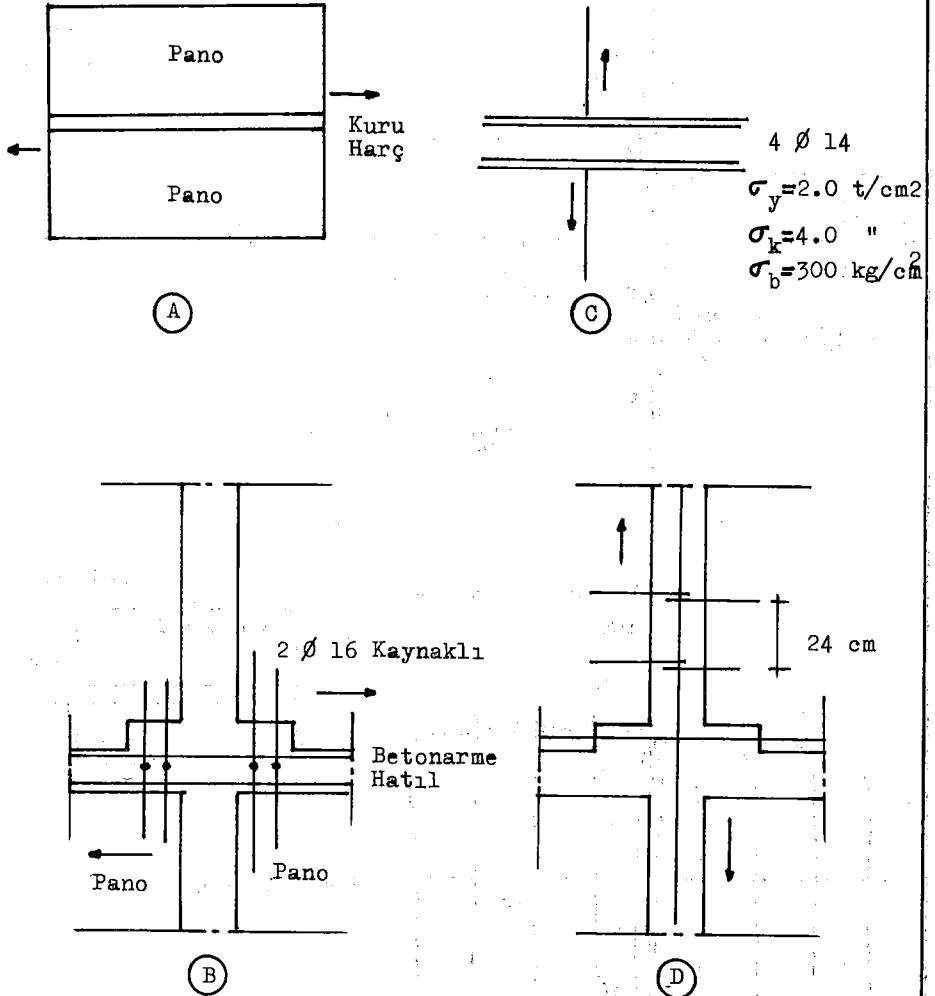 Pano
Kuru
Harç
Pano
A
4 Ø 14
σy=2.0 t/cm2
σk=4.0 "
σb=300 kg/cm2
C
2 Ø 16 Kaynaklı
Betonarme
Hatıl
Pano
Pano
B
24 cm
D